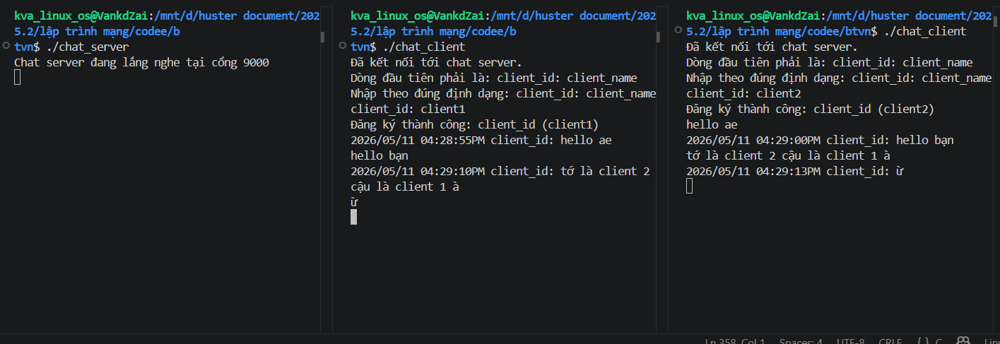 kva_linux_os@VankdZai:/mnt/d/huster document/202
5.2/lập trình mạng/codee/b
tvn$ ./chat_server
Chat server đang lắng nghe tại cổng 9000
kva_linux_os@VankdZai:/mnt/d/huster document/202
5.2/lập trình mạng/codee/b
tvn$ ./chat_client
Đã kết nối tới chat server.
Dòng đầu tiên phải là: client_id: client_name
Nhập theo đúng định dạng: client_id: client_name
client_id: client1
Đăng ký thành công: client_id (client1)
2026/05/11 04:28:55PM client_id: hello ae
hello bạn
2026/05/11 04:29:10PM client_id: tớ là client 2
cậu là client 1 à
ừ
kva_linux_os@VankdZai:/mnt/d/huster document/202
5.2/lập trình mạng/codee/btvn$ ./chat_client
Đã kết nối tới chat server.
Dòng đầu tiên phải là: client_id: client_name
Nhập theo đúng định dạng: client_id: client_name
client_id: client2
Đăng ký thành công: client_id (client2)
hello ae
2026/05/11 04:29:00PM client_id: hello bạn
tớ là client 2 cậu là client 1 à
2026/05/11 04:29:13PM client_id: ừ
Ln 358, Col 1 Spaces: 4 UTF-8 CRLF {} C